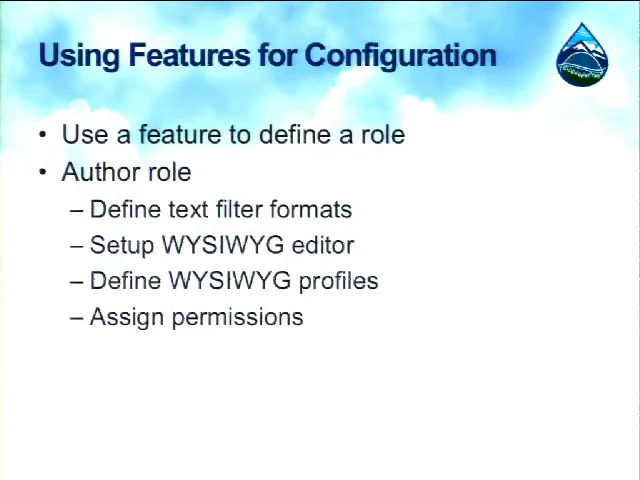 Using Features for Configuration
• Use a feature to define a role
• Author role
– Define text filter formats
– Setup WYSIWYG editor
– Define WYSIWYG profiles
– Assign permissions